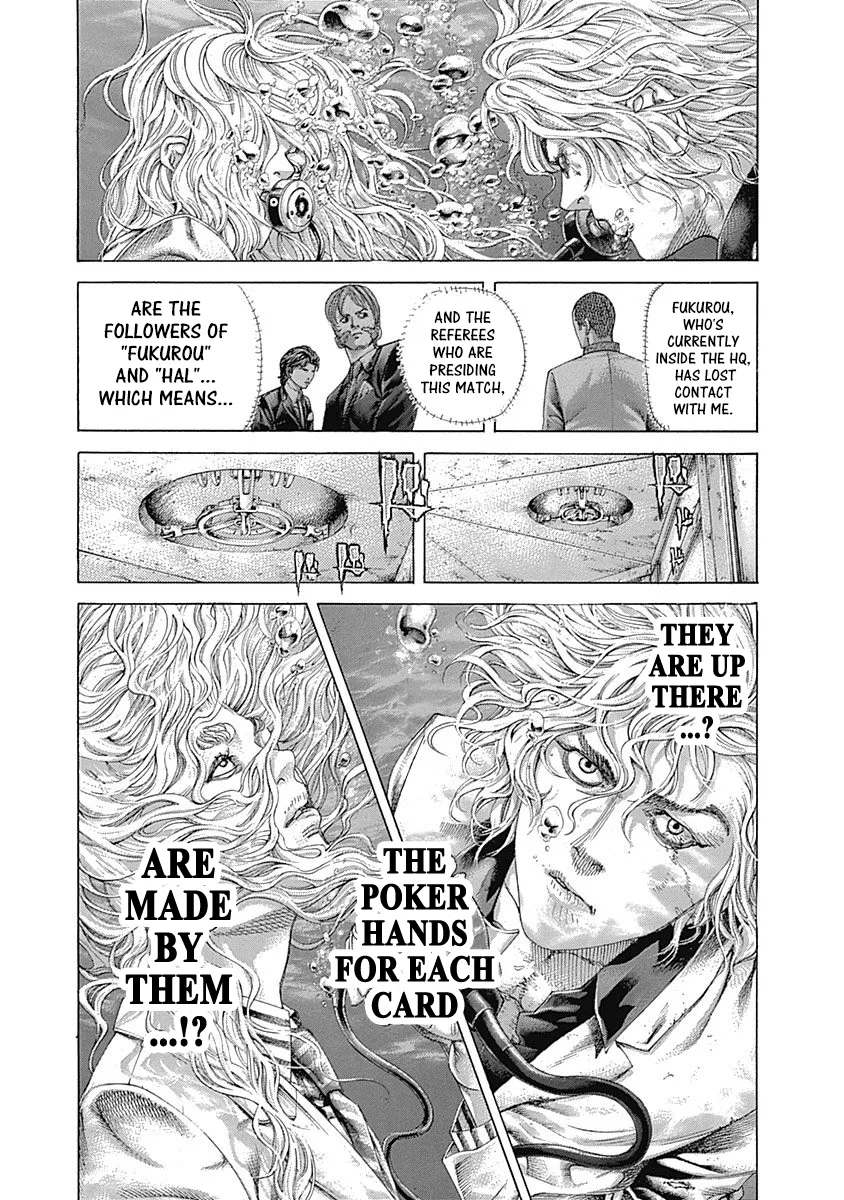 FUKUROU,
WHO'S
CURRENTLY
INSIDE THE HQ,
HAS LOST
CONTACT
WITH ME.
AND THE
REFEREES
WHO ARE
PRESIDING
THIS MATCH,
ARE THE
FOLLOWERS OF
"FUKUROU"
AND "HAL"...
WHICH MEANS...
THEY
ARE UP
THERE
...?
THE
POKER
HANDS
FOR EACH
CARD
ARE
MADE
BY
THEM
...!?